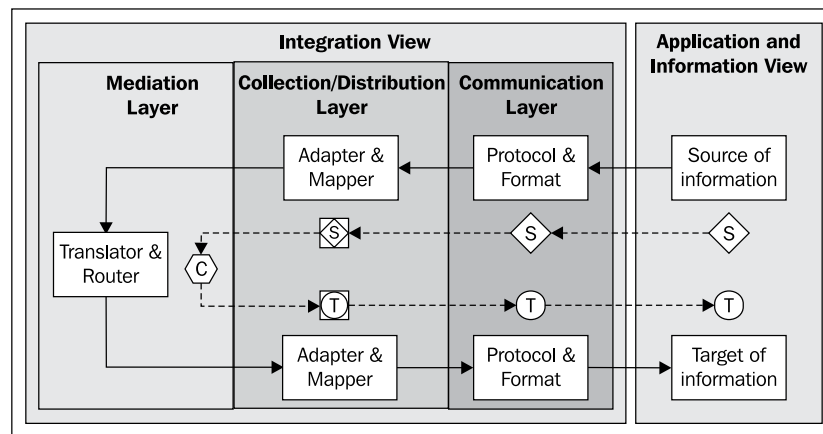 Integration View
Application and
Information View
Mediation
Layer
Collection/Distribution
Layer
Communication
Layer
Adapter &
Mapper
Protocol &
Format
Source of
information
Translator &
Router
C
S
S
S
T
T
T
Adapter &
Mapper
Protocol &
Format
Target of
information